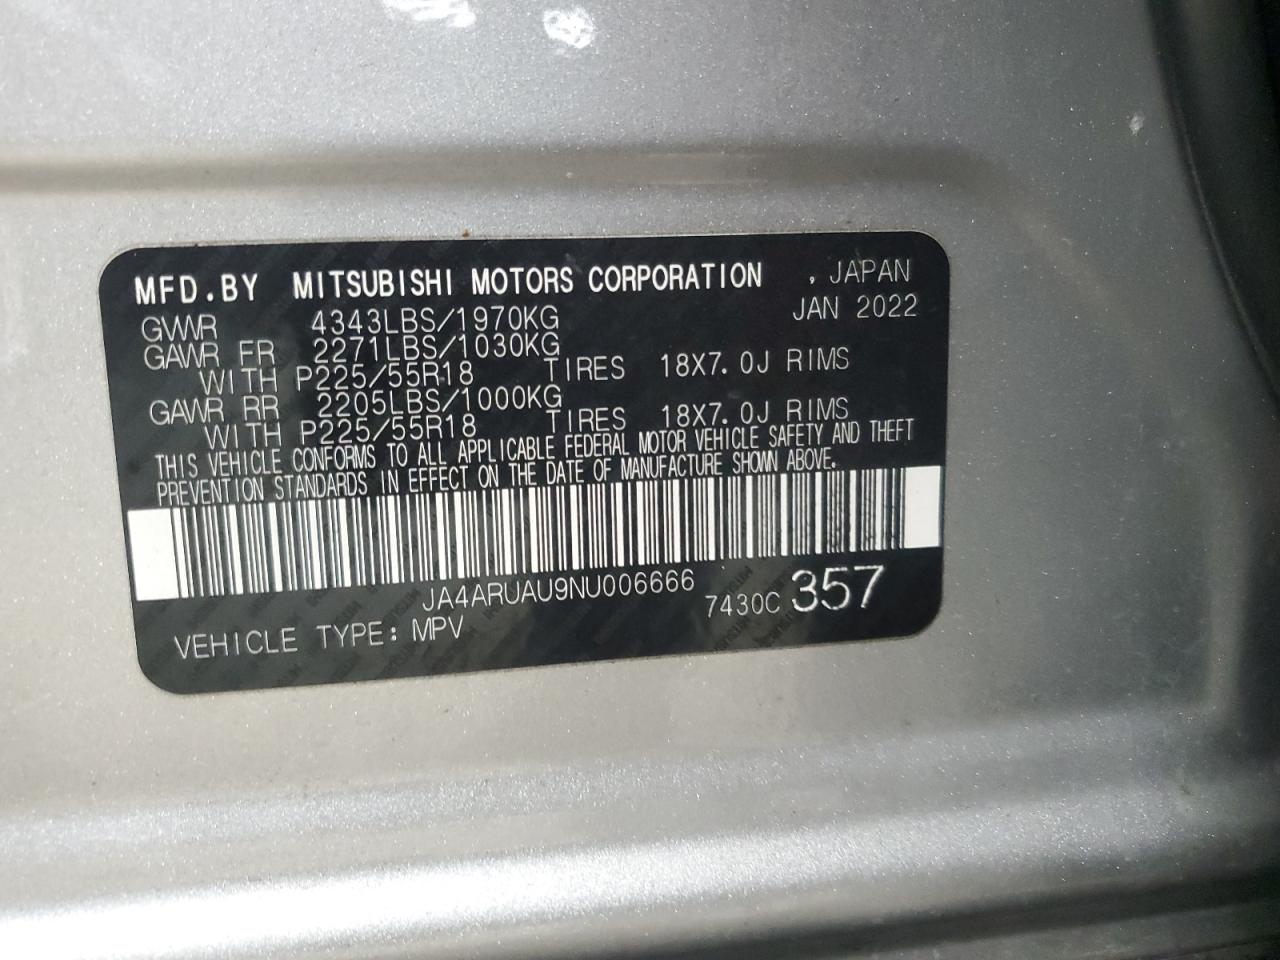 MFD.BY MITSUBISHI MOTORS CORPORATION , JAPAN
JAN 2022
GVWR 4343LBS/1970KG
GAWR FR 2271LBS/1030KG
WITH P225/55R18 TIRES 18X7.0J RIMS
GAWR RR 2205LBS/1000KG
WITH P225/55R18 TIRES 18X7.0J RIMS
THIS VEHICLE CONFORMS TO ALL APPLICABLE FEDERAL MOTOR VEHICLE SAFETY AND THEFT
PREVENTION STANDARDS IN EFFECT ON THE DATE OF MANUFACTURE SHOWN ABOVE.
JA4ARUAU9NU006666
7430C 357
VEHICLE TYPE: MPV